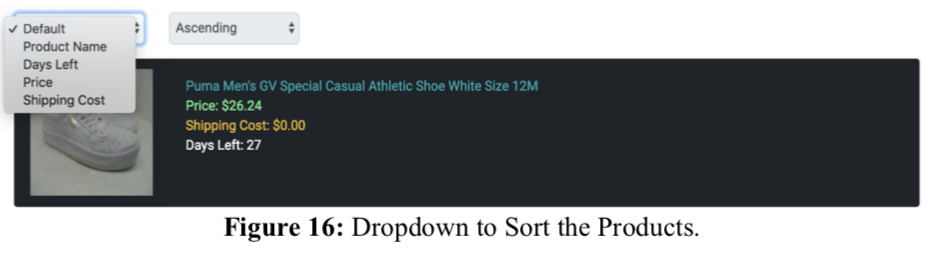 ✓ Default
Product Name
Days Left
Price
Shipping Cost
Ascending
Puma Men's GV Special Casual Athletic Shoe White Size 12M
Price: $26.24
Shipping Cost: $0.00
Days Left: 27
Figure 16: Dropdown to Sort the Products.